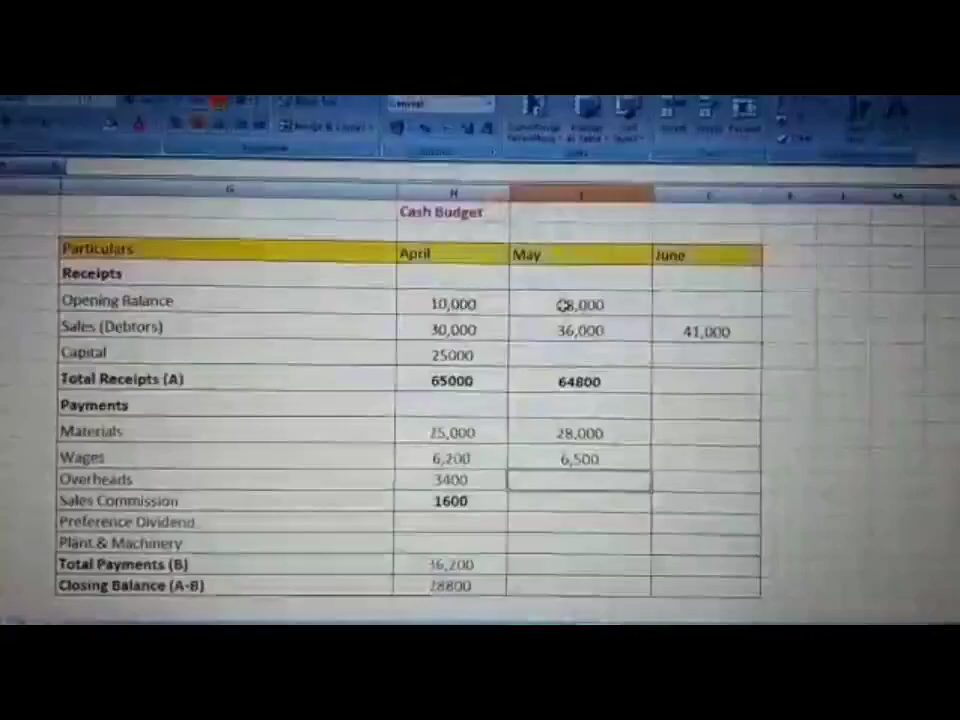 Cash Budget
Particulars April May June
Receipts
Opening Balance 10,000 8,000
Sales (Debtors) 30,000 36,000 41,000
Capital 25000
Total Receipts (A) 65000 64800
Payments
Materials 25,000 28,000
Wages 6,200 6,500
Overheads 3400
Sales Commission 1600
Preference Dividend
Plant & Machinery
Total Payments (B) 36,200
Closing Balance (A-B) 28800